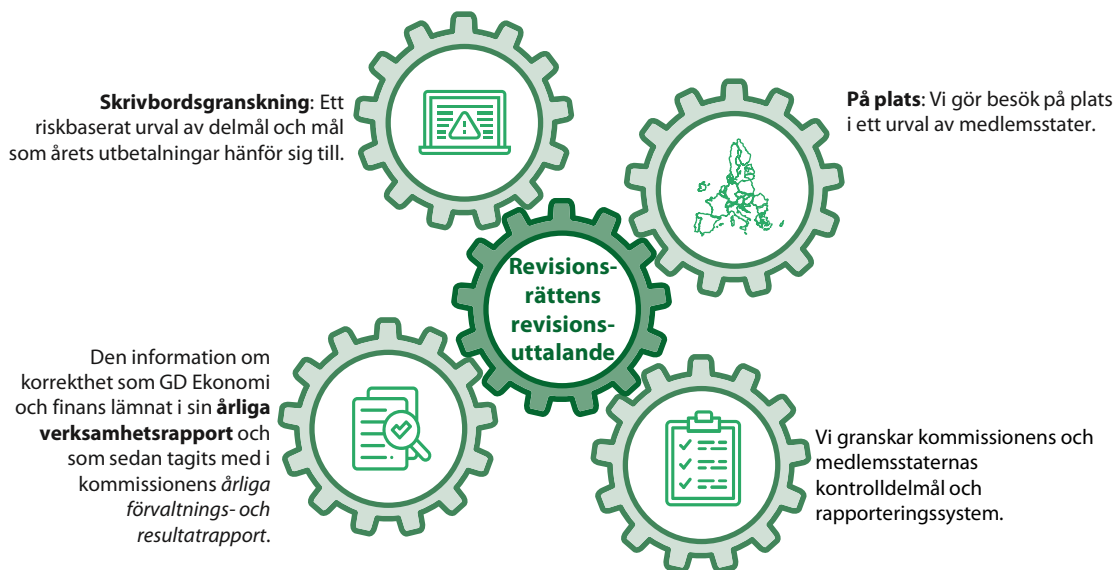 Skrivbordsgranskning: Ett
riskbaserat urval av delmål och mål
som årets utbetalningar hänför sig till.
På plats: Vi gör besök på plats
i ett urval av medlemsstater.
Revisions-
rättens
revisions-
uttalande
Den information om
korrekthet som GD Ekonomi
och finans lämnat i sin årliga
verksamhetsrapport och
som sedan tagits med i
kommissionens årliga
förvaltnings- och
resultatrapport.
Vi granskar kommissionens och
medlemsstaternas
kontrolldelmål och
rapporteringssystem.